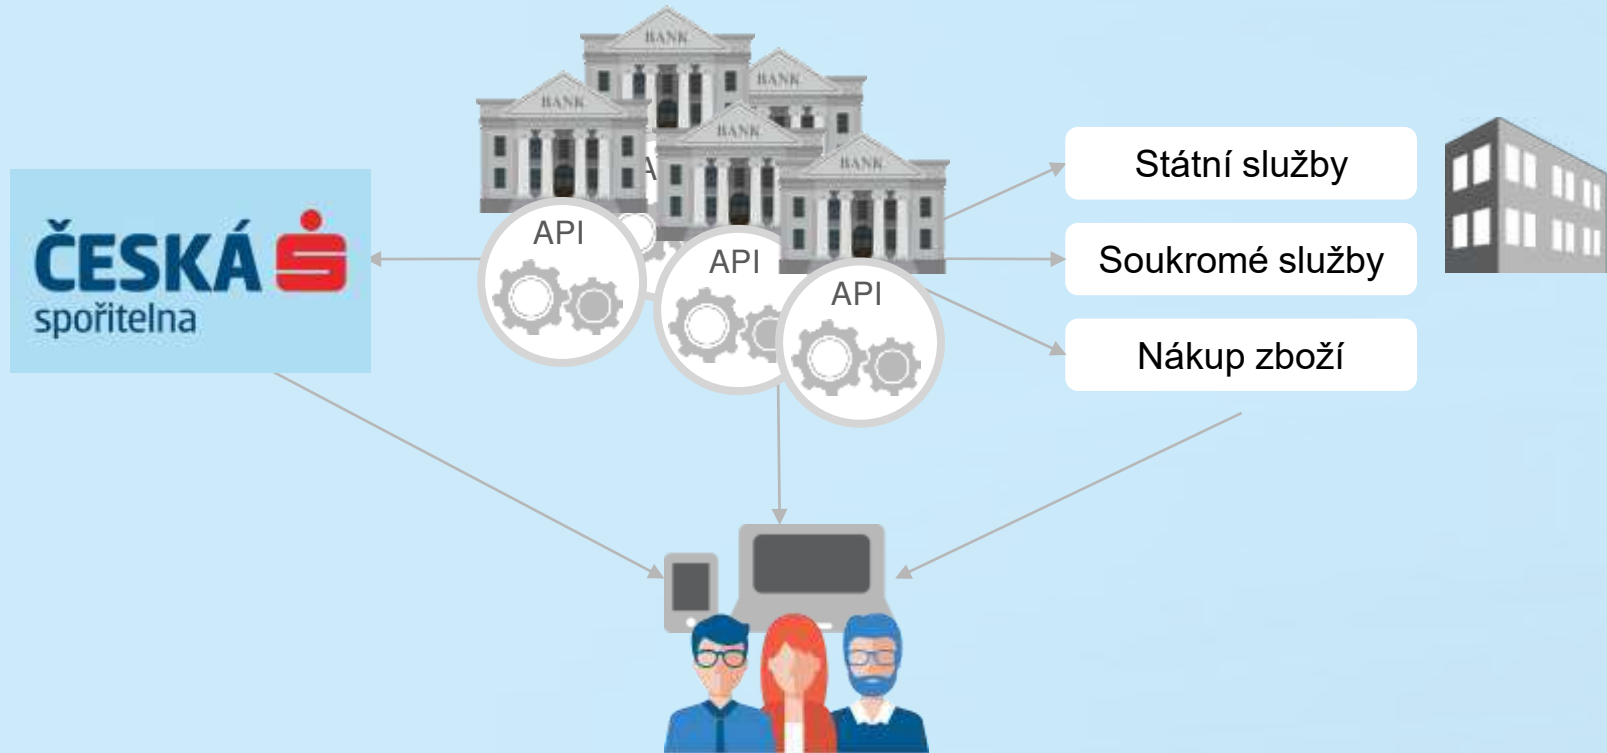 BANK
BANK
BANK
BANK
BANK
API
API
API
ČESKÁ
spořitelna
Státní služby
Soukromé služby
Nákup zboží